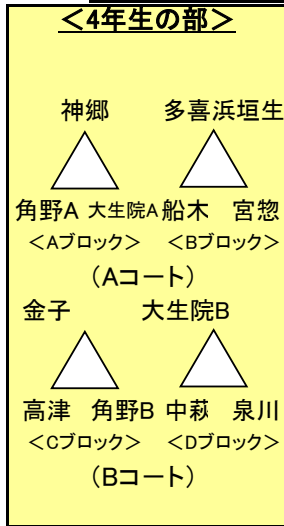 ＜4年生の部＞
神郷　多喜浜垣生
角野A 大生院A 船木　宮惣
＜Aブロック＞ ＜Bブロック＞
（Aコート）
金子　大生院B
高津　角野B 中萩　泉川
＜Cブロック＞ ＜Dブロック＞
（Bコート）